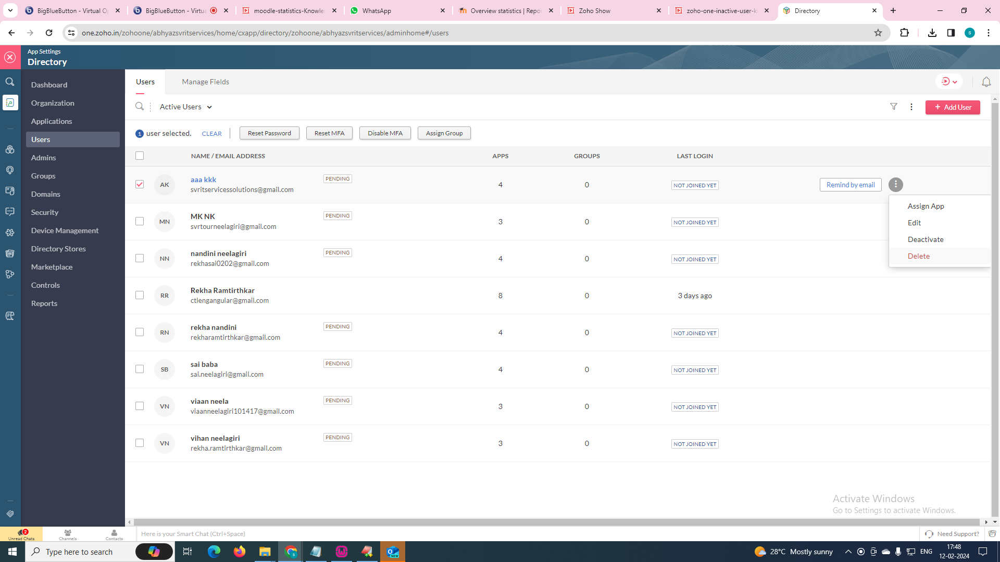 BigBlueButton - Virtual Op
BigBlueButton - Virtua
moodle-statistics-Knowle
WhatsApp
Overview statistics | Repo
Zoho Show
zoho-one-inactive-user-k
Directory
one.zoho.in/zohoone/abhyazsvritservices/home/cxapp/directory/zohoone/abhyazsvritservices/adminhome#/users
S
App Settings
Directory
Dashboard
Organization
Applications
Users
Admins
Groups
Domains
Security
Device Management
Directory Stores
Marketplace
Controls
Reports
Users
Manage Fields
Active Users
+ Add User
1 user selected.
CLEAR
Reset Password
Reset MFA
Disable MFA
Assign Group
NAME / EMAIL ADDRESS
APPS
GROUPS
LAST LOGIN
AK
aaa kkk
svritservicessolutions@gmail.com
PENDING
4
0
NOT JOINED YET
Remind by email
Assign App
Edit
Deactivate
Delete
MN
MK NK
svrtourneelagiri@gmail.com
PENDING
3
0
NOT JOINED YET
NN
nandini neelagiri
rekhasai0202@gmail.com
PENDING
4
0
NOT JOINED YET
RR
Rekha Ramtirthkar
ctlengangular@gmail.com
8
0
3 days ago
RN
rekha nandini
rekharamtirthkar@gmail.com
PENDING
4
0
NOT JOINED YET
SB
sai baba
sai.neelagiri@gmail.com
PENDING
4
0
NOT JOINED YET
VN
viaan neela
viaanneelagiri101417@gmail.com
PENDING
3
0
NOT JOINED YET
VN
vihan neelagiri
rekha.ramtirthkar@gmail.com
PENDING
3
0
NOT JOINED YET
Activate Windows
Go to Settings to activate Windows.
2
Unread Chats
Channels
Contacts
Here is your Smart Chat (Ctrl+Space)
Need Support?
Type here to search
28°C Mostly sunny
ENG
17:48
12-02-2024